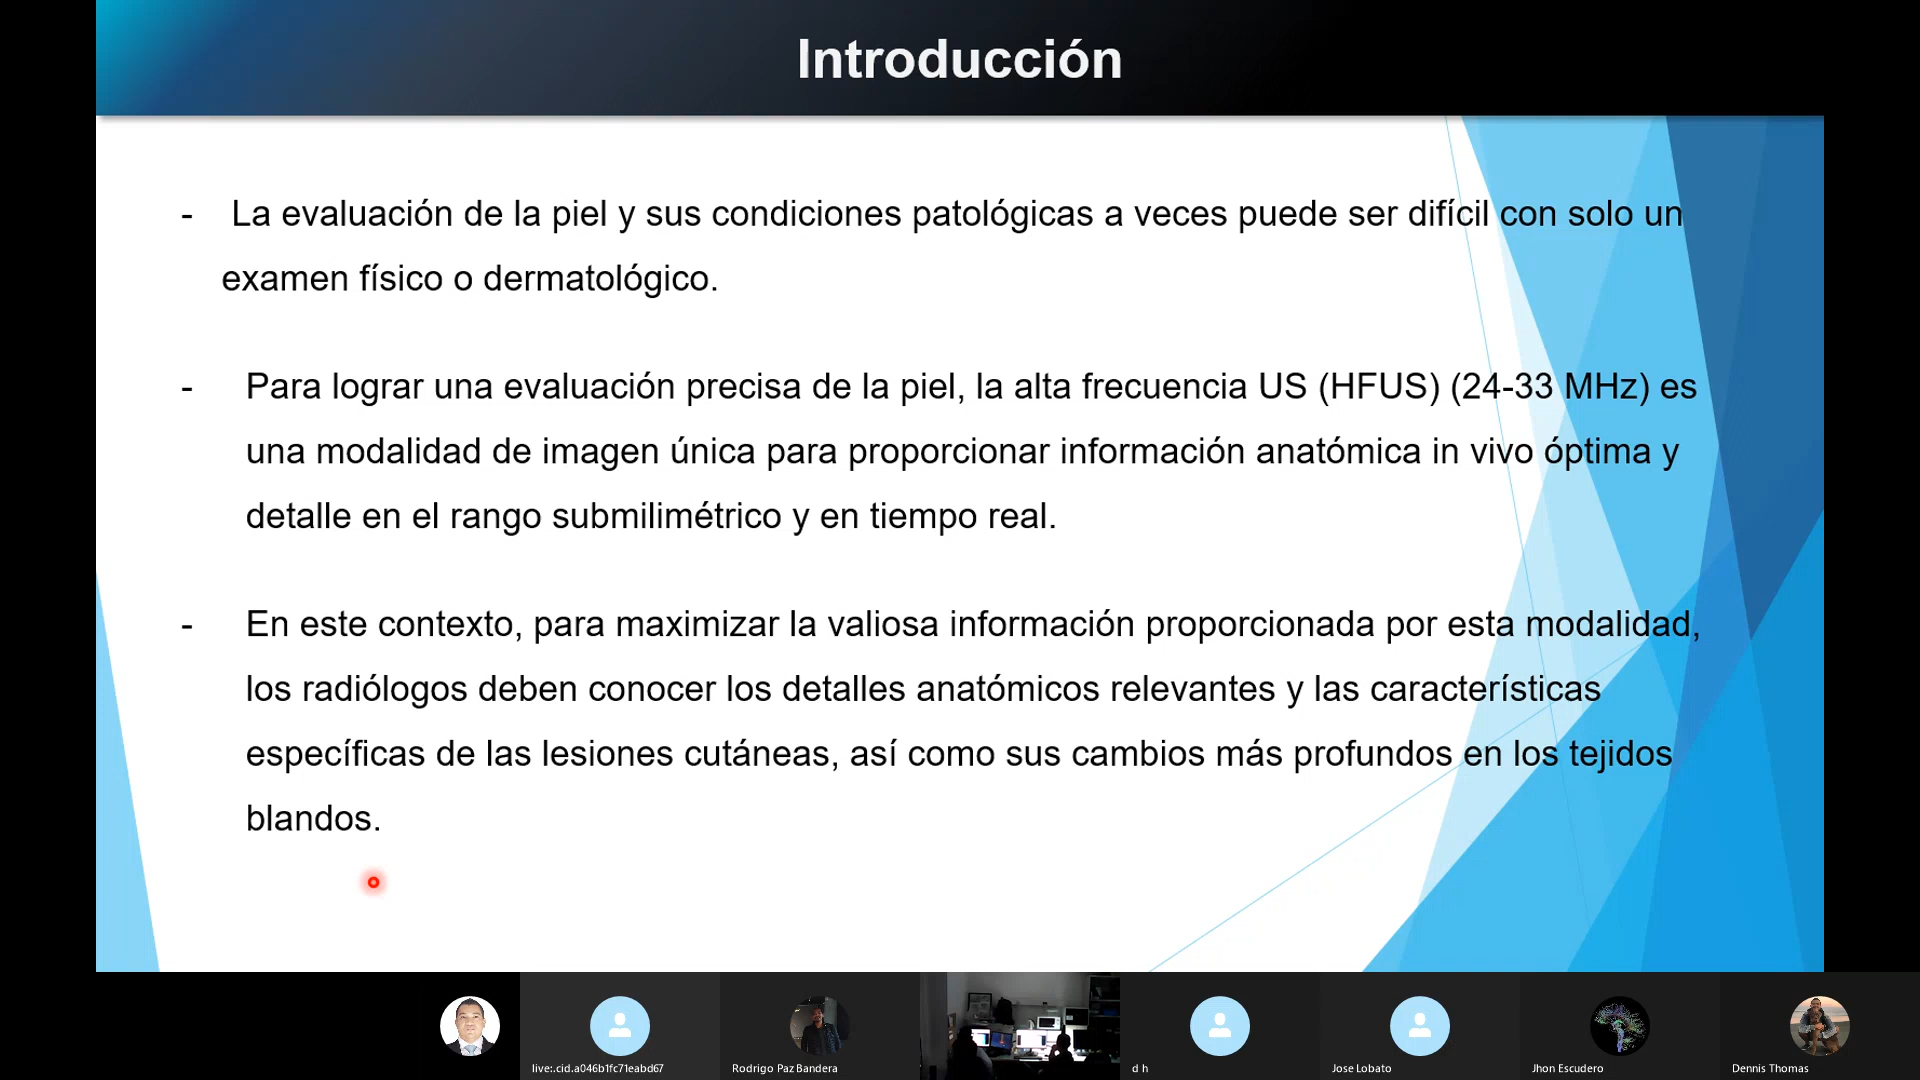 Introducción
- La evaluación de la piel y sus condiciones patológicas a veces puede ser difícil con solo un
examen físico o dermatológico.
- Para lograr una evaluación precisa de la piel, la alta frecuencia US (HFUS) (24-33 MHz) es
una modalidad de imagen única para proporcionar información anatómica in vivo óptima y
detalle en el rango submilimétrico y en tiempo real.
- En este contexto, para maximizar la valiosa información proporcionada por esta modalidad,
los radiólogos deben conocer los detalles anatómicos relevantes y las características
específicas de las lesiones cutáneas, así como sus cambios más profundos en los tejidos
blandos.
live:.cid.a046b1fc71eabd67
Rodrigo Paz Bandera
d h
Jose Lobato
Jhon Escudero
Dennis Thomas